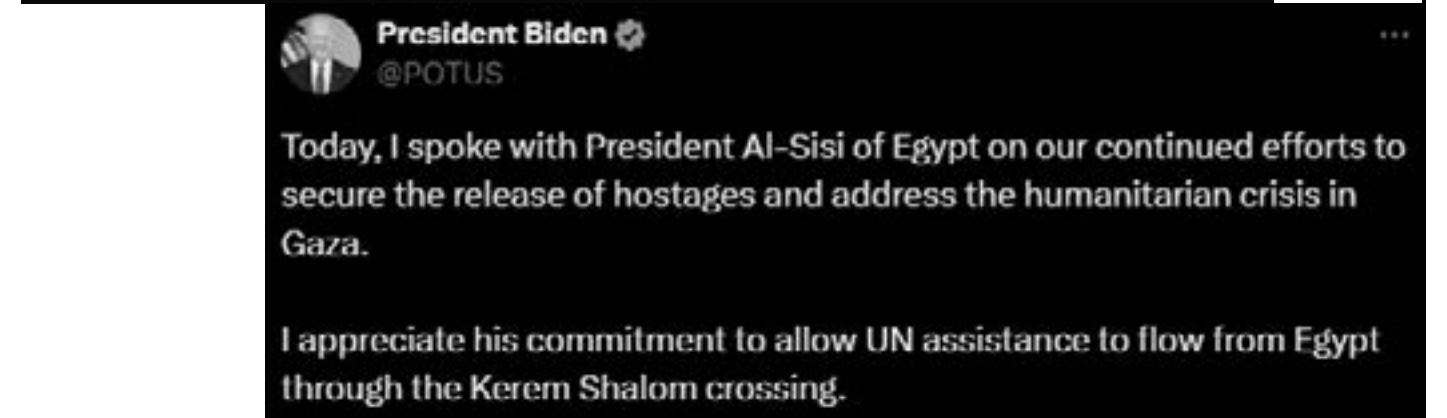 President Biden
@POTUS
Today, I spoke with President Al-Sisi of Egypt on our continued efforts to
secure the release of hostages and address the humanitarian crisis in
Gaza.
I appreciate his commitment to allow UN assistance to flow from Egypt
through the Kerem Shalom crossing.